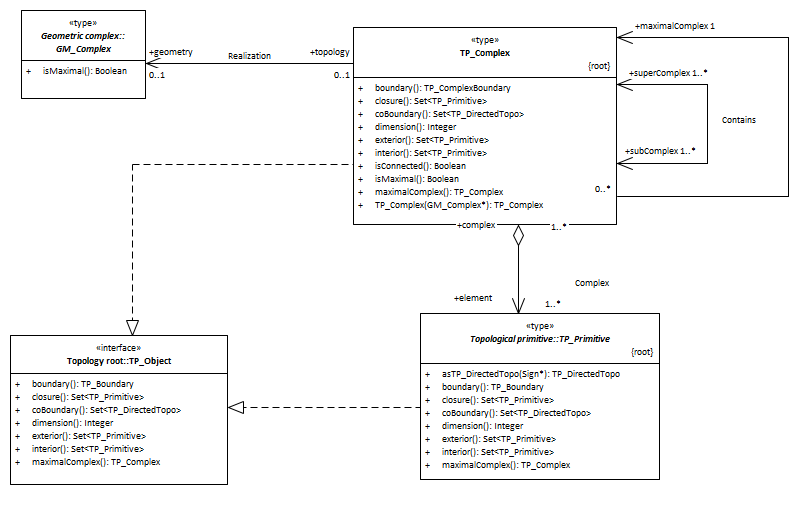 «type»
Geometric complex::
GM_Complex
+ isMaximal(): Boolean
+geometry
0..1
Realization
+topology
0..1
«type»
TP_Complex
{root}
+ boundary(): TP_ComplexBoundary
+ closure(): Set<TP_Primitive>
+ coBoundary(): Set<TP_DirectedTopo>
+ dimension(): Integer
+ exterior(): Set<TP_Primitive>
+ interior(): Set<TP_Primitive>
+ isConnected(): Boolean
+ isMaximal(): Boolean
+ maximalComplex(): TP_Complex
+ TP_Complex(GM_Complex*): TP_Complex
+maximalComplex 1
+superComplex 1..*
Contains
+subComplex 1..*
0..*
+complex
1..*
Complex
+element
1..*
«interface»
Topology root::TP_Object
+ boundary(): TP_Boundary
+ closure(): Set<TP_Primitive>
+ coBoundary(): Set<TP_DirectedTopo>
+ dimension(): Integer
+ exterior(): Set<TP_Primitive>
+ interior(): Set<TP_Primitive>
+ maximalComplex(): TP_Complex
«type»
Topological primitive::TP_Primitive
{root}
+ asTP_DirectedTopo(Sign*): TP_DirectedTopo
+ boundary(): TP_Boundary
+ closure(): Set<TP_Primitive>
+ coBoundary(): Set<TP_DirectedTopo>
+ dimension(): Integer
+ exterior(): Set<TP_Primitive>
+ interior(): Set<TP_Primitive>
+ maximalComplex(): TP_Complex